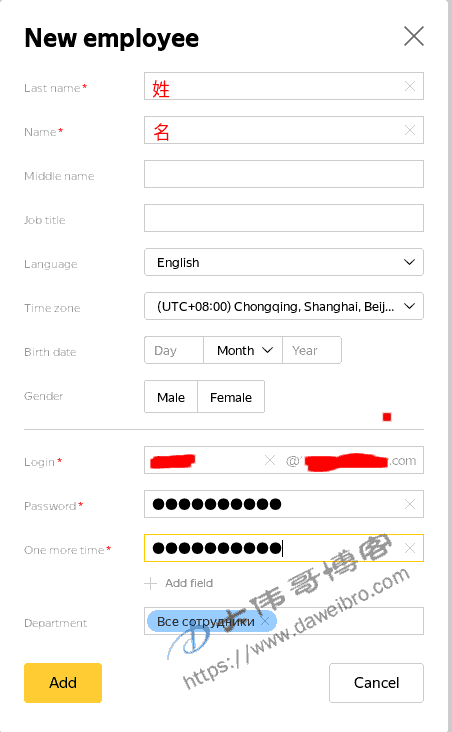 New employee
Last name* 姓
Name* 名
Middle name
Job title
Language English
Time zone (UTC+08:00) Chongqing, Shanghai, Beij...
Birth date Day Month Year
Gender Male Female
Login* @ .com
Password* ●●●●●●●●●●
One more time* ●●●●●●●●●●
Add field
Department Все сотрудники
大伟哥博客
https://www.daweibro.com
Add Cancel